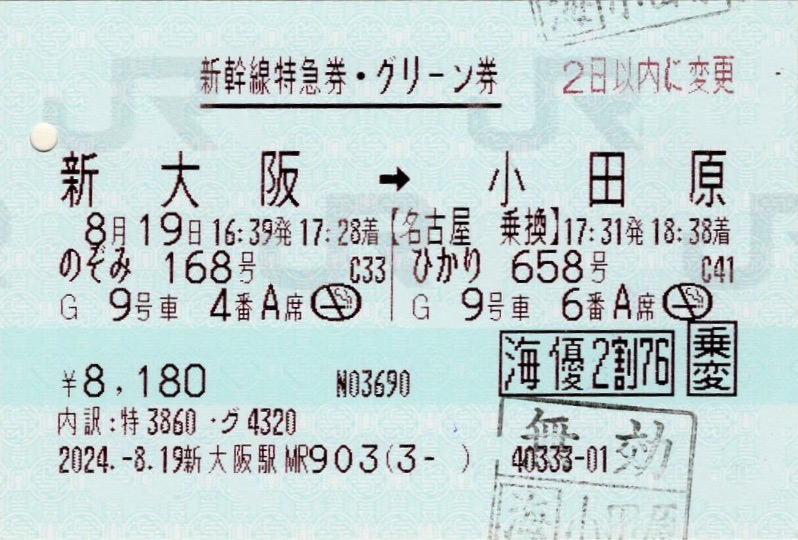 新幹線特急券・グリーン券 2日以内に変更
新大阪 → 小田原
8月19日 16:39発 17:28着【名古屋 乗換】17:31発 18:38着
のぞみ 168号 C33 ひかり 658号 C41
G 9号車 4番A席 G 9号車 6番A席
¥8,180 N03690 海優2割76 乗変
内訳:特3860・グ4320
無効
2024.-8.19新大阪駅MR903(3- ) 40333-01
海 小田原